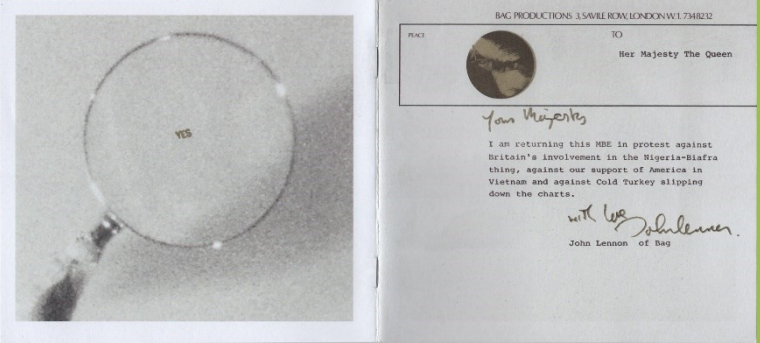 YES
BAG PRODUCTIONS 3, SAVILE ROW, LONDON W.1. 7348232
PEACE
TO
Her Majesty The Queen
Your Majesty
I am returning this MBE in protest against
Britain's involvement in the Nigeria-Biafra
thing, against our support of America in
Vietnam and against Cold Turkey slipping
down the charts.
with love
John Lennon.
John Lennon of Bag